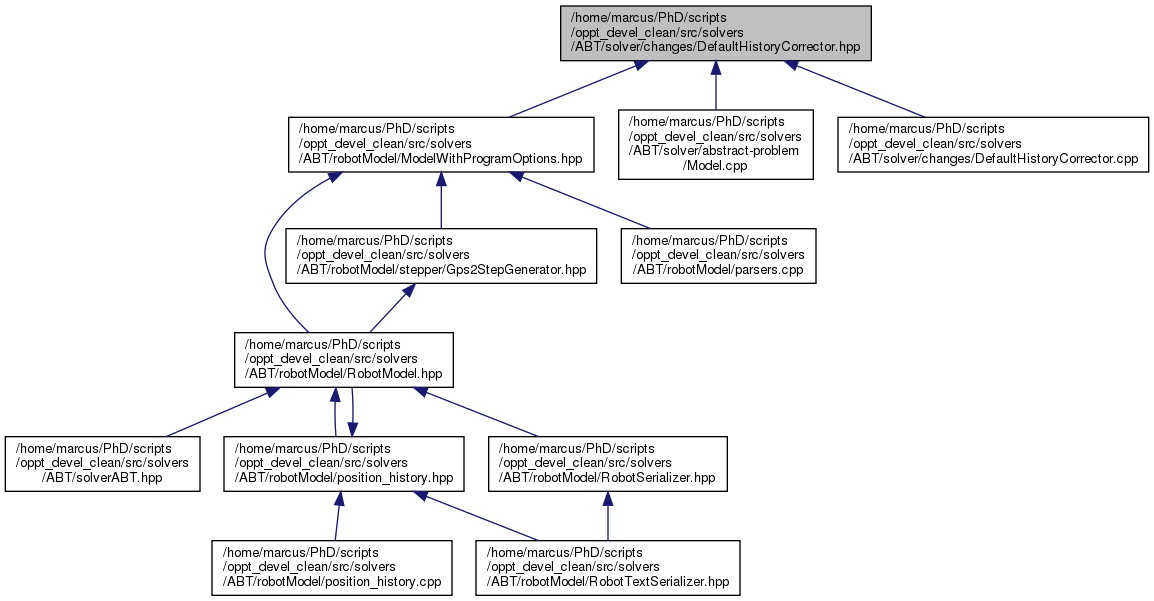 /home/marcus/PhD/scripts
/oppt_devel_clean/src/solvers
/ABT/solver/changes/DefaultHistoryCorrector.hpp
/home/marcus/PhD/scripts
/oppt_devel_clean/src/solvers
/ABT/robotModel/ModelWithProgramOptions.hpp
/home/marcus/PhD/scripts
/oppt_devel_clean/src/solvers
/ABT/solver/abstract-problem
/Model.cpp
/home/marcus/PhD/scripts
/oppt_devel_clean/src/solvers
/ABT/solver/changes/DefaultHistoryCorrector.cpp
/home/marcus/PhD/scripts
/oppt_devel_clean/src/solvers
/ABT/robotModel/stepper/Gps2StepGenerator.hpp
/home/marcus/PhD/scripts
/oppt_devel_clean/src/solvers
/ABT/robotModel/parsers.cpp
/home/marcus/PhD/scripts
/oppt_devel_clean/src/solvers
/ABT/robotModel/RobotModel.hpp
/home/marcus/PhD/scripts
/oppt_devel_clean/src/solvers
/ABT/solverABT.hpp
/home/marcus/PhD/scripts
/oppt_devel_clean/src/solvers
/ABT/robotModel/position_history.hpp
/home/marcus/PhD/scripts
/oppt_devel_clean/src/solvers
/ABT/robotModel/RobotSerializer.hpp
/home/marcus/PhD/scripts
/oppt_devel_clean/src/solvers
/ABT/robotModel/position_history.cpp
/home/marcus/PhD/scripts
/oppt_devel_clean/src/solvers
/ABT/robotModel/RobotTextSerializer.hpp